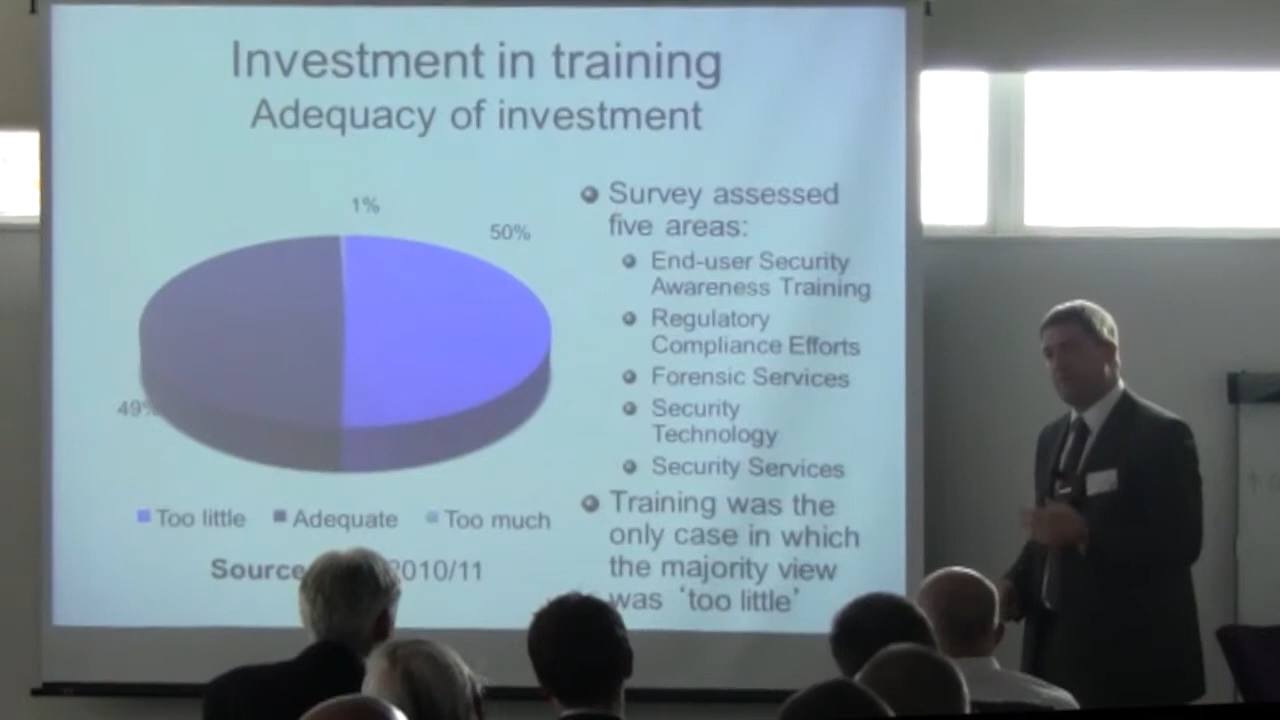 Investment in training
Adequacy of investment
1%
50%
49%
Too little Adequate Too much
Source 2010/11
Survey assessed
five areas:
End-user Security
Awareness Training
Regulatory
Compliance Efforts
Forensic Services
Security
Technology
Security Services
Training was the
only case in which
the majority view
was ‘too little’